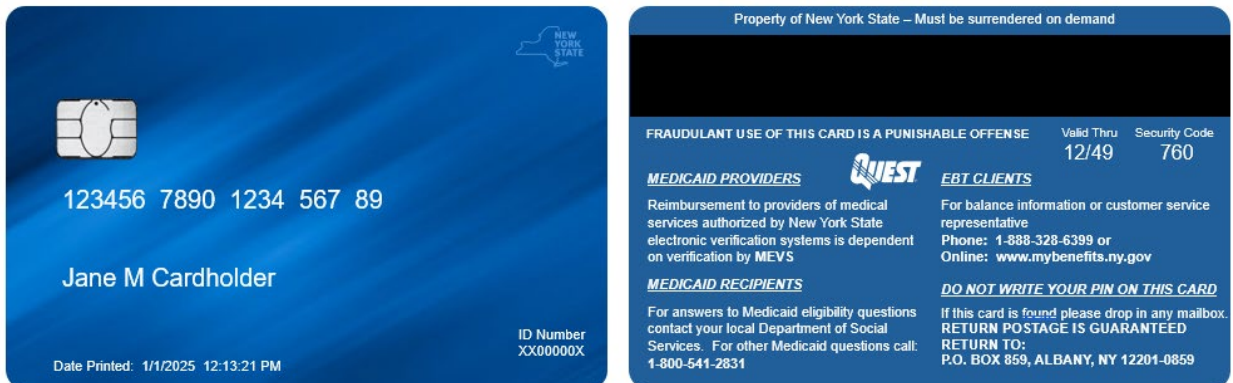 NEW
YORK
STATE
123456 7890 1234 567 89
Jane M Cardholder
ID Number
XX00000X
Date Printed: 1/1/2025 12:13:21 PM
Property of New York State – Must be surrendered on demand
FRAUDULANT USE OF THIS CARD IS A PUNISHABLE OFFENSE
Valid Thru
12/49
Security Code
760
QUEST
MEDICAID PROVIDERS
Reimbursement to providers of medical
services authorized by New York State
electronic verification systems is dependent
on verification by MEVS
MEDICAID RECIPIENTS
For answers to Medicaid eligibility questions
contact your local Department of Social
Services. For other Medicaid questions call:
1-800-541-2831
EBT CLIENTS
For balance information or customer service
representative
Phone: 1-888-328-6399 or
Online: www.mybenefits.ny.gov
DO NOT WRITE YOUR PIN ON THIS CARD
If this card is found please drop in any mailbox.
RETURN POSTAGE IS GUARANTEED
RETURN TO:
P.O. BOX 859, ALBANY, NY 12201-0859